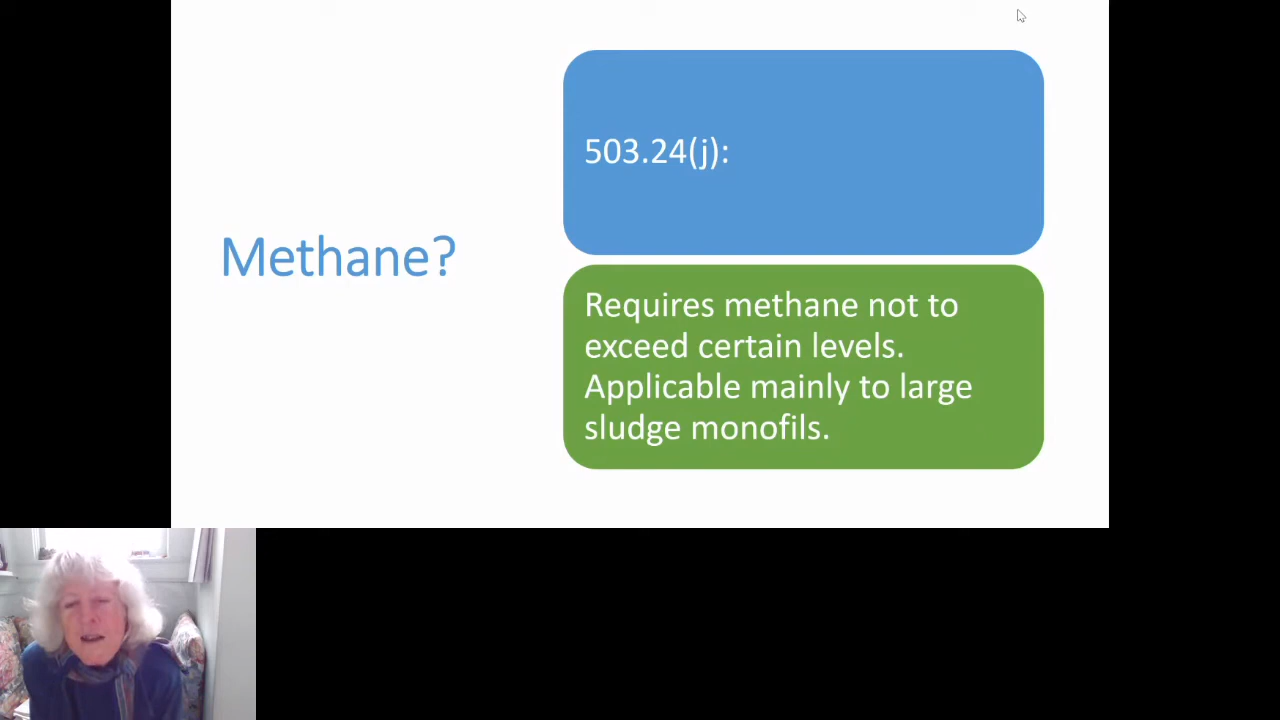 Methane?
503.24(j):
Requires methane not to
exceed certain levels.
Applicable mainly to large
sludge monofils.